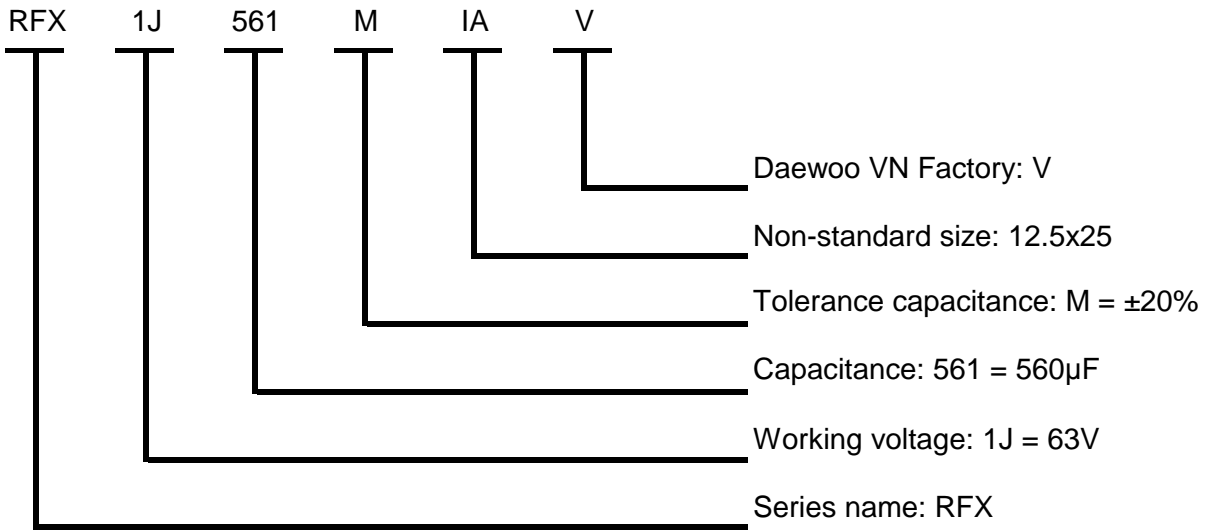 RFX 1J 561 M IA V
Daewoo VN Factory: V
Non-standard size: 12.5x25
Tolerance capacitance: M = ±20%
Capacitance: 561 = 560µF
Working voltage: 1J = 63V
Series name: RFX